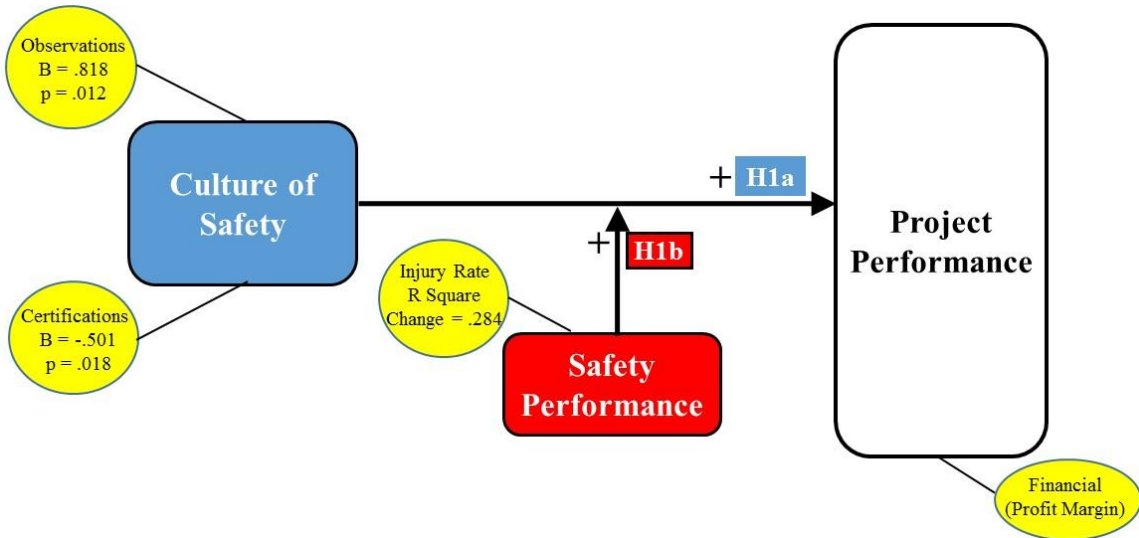 Observations
B = .818
p = .012
Culture of
Safety
Certifications
B = -.501
p = .018
+ H1a
+ H1b
Injury Rate
R Square
Change = .284
Safety
Performance
Project
Performance
Financial
(Profit Margin)